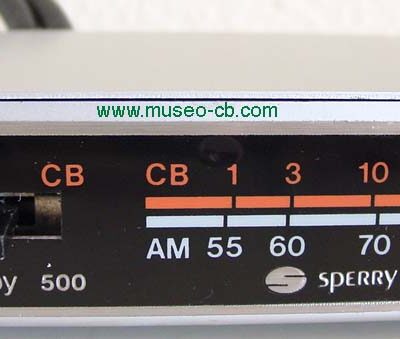 www.museo-cb.com
CB CB 1 3 10
AM 55 60 70
500 SPERRY